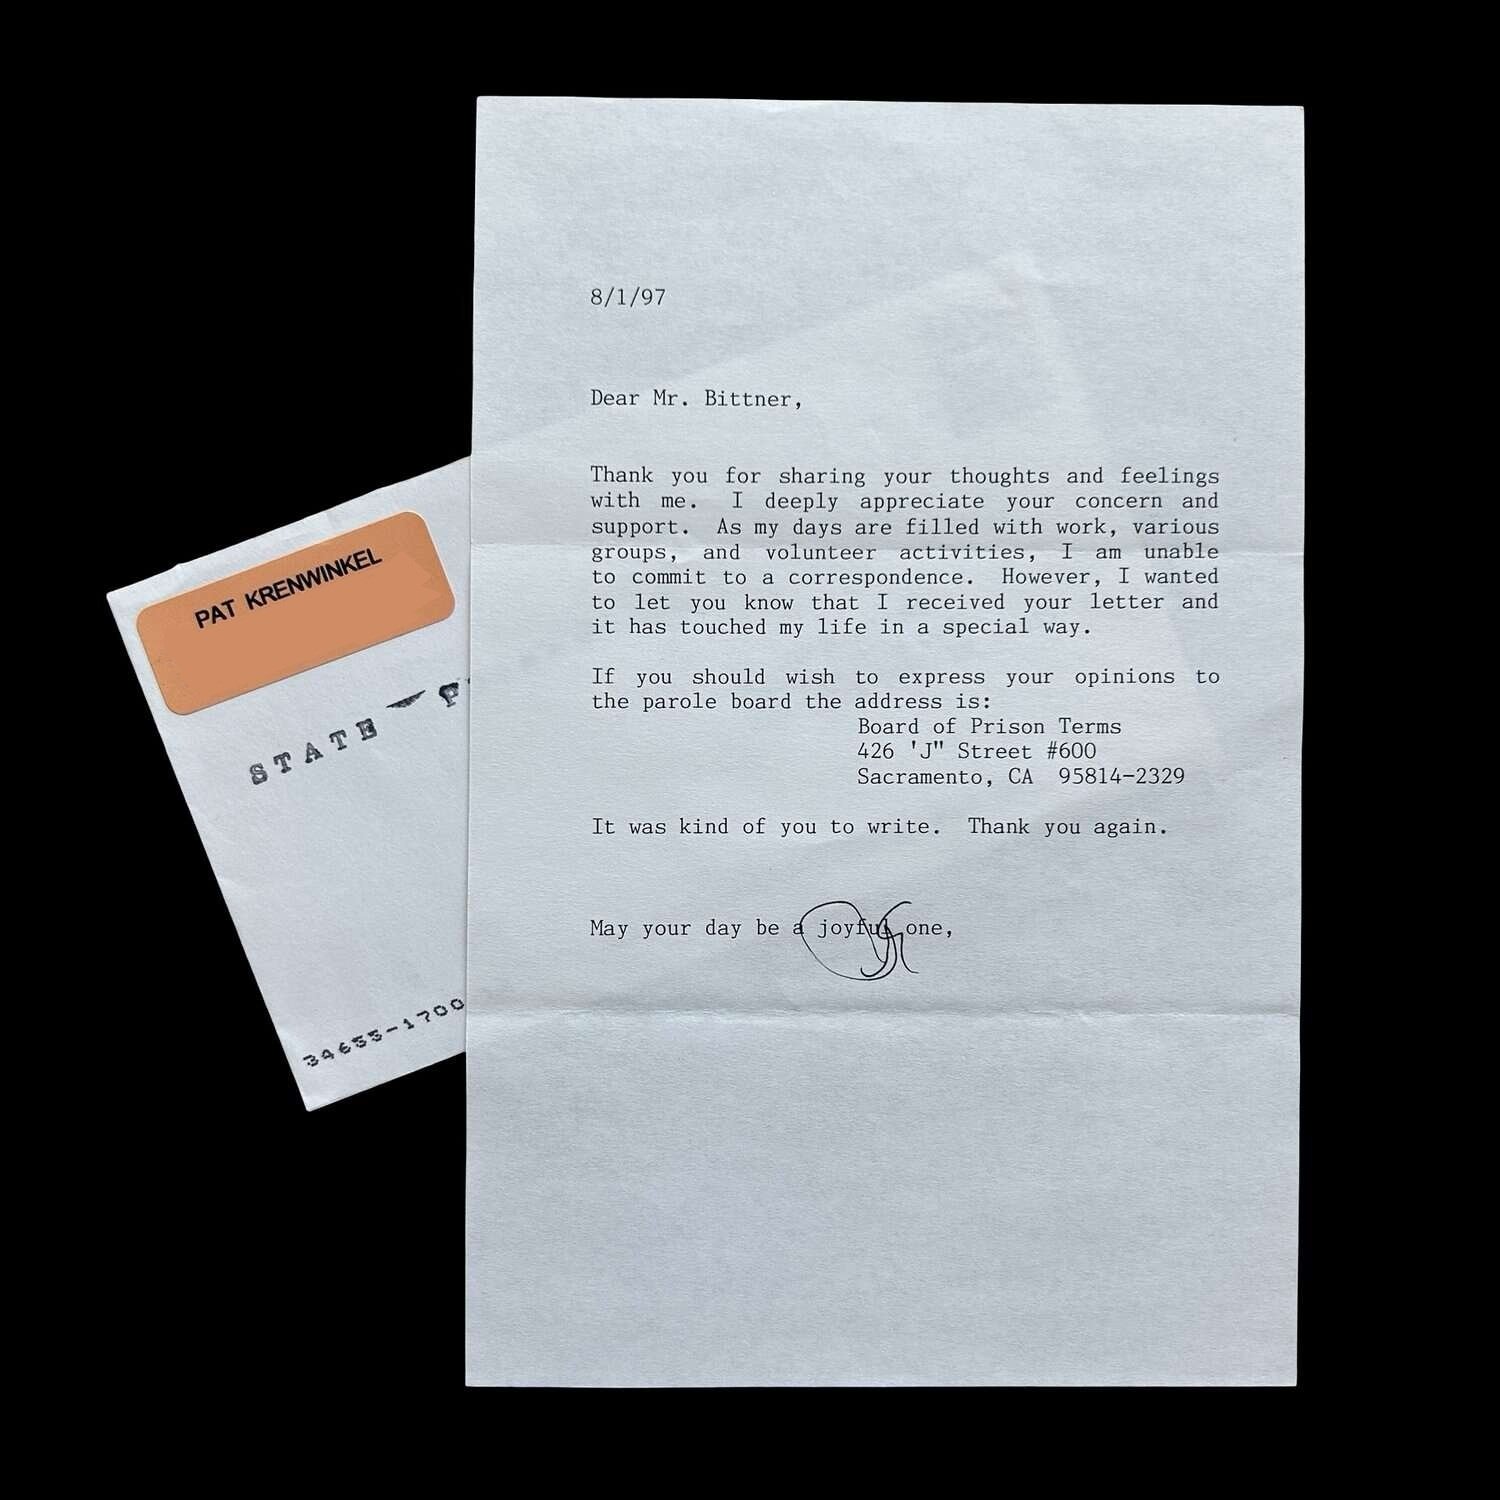 8/1/97
Dear Mr. Bittner,
Thank you for sharing your thoughts and feelings
with me. I deeply appreciate your concern and
support. As my days are filled with work, various
groups, and volunteer activities, I am unable
to commit to a correspondence. However, I wanted
to let you know that I received your letter and
it has touched my life in a special way.
If you should wish to express your opinions to
the parole board the address is:
Board of Prison Terms
426 'J" Street #600
Sacramento, CA 95814-2329
It was kind of you to write. Thank you again.
May your day be a joyful one,
PAT KRENWINKEL
STATE P
34655-1700